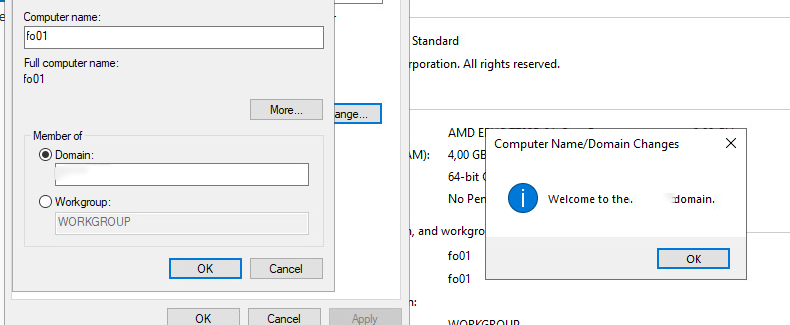 Computer name:
fo01
Full computer name:
fo01
More...
Member of
Domain:
Workgroup:
WORKGROUP
OK
Cancel
OK
Cancel
Apply
ange...
Standard
rporation. All rights reserved.
AMD
AM):
4,00 GB
64-bit
No Pen
n, and workgro
fo01
fo01
n:
WORKGROUP
Computer Name/Domain Changes
Welcome to the. domain.
OK